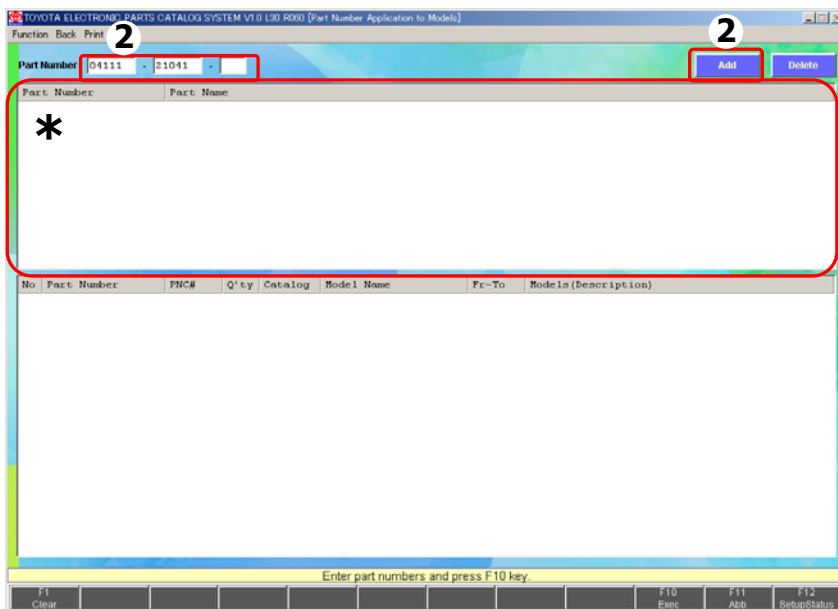 TOYOTA ELECTRONIC PARTS CATALOG SYSTEM V1.0 L30 R060 [Part Number Application to Models]
Function Back Print
2 2
Part Number 04111 - 21041 - Add Delete
Part Number Part Name
*
No Part Number PNC# Q'ty Catalog Model Name Fr-To Models(Description)
Enter part numbers and press F10 key.
F1 F10 F11 F12
Clear Exec Abb SetupStatus